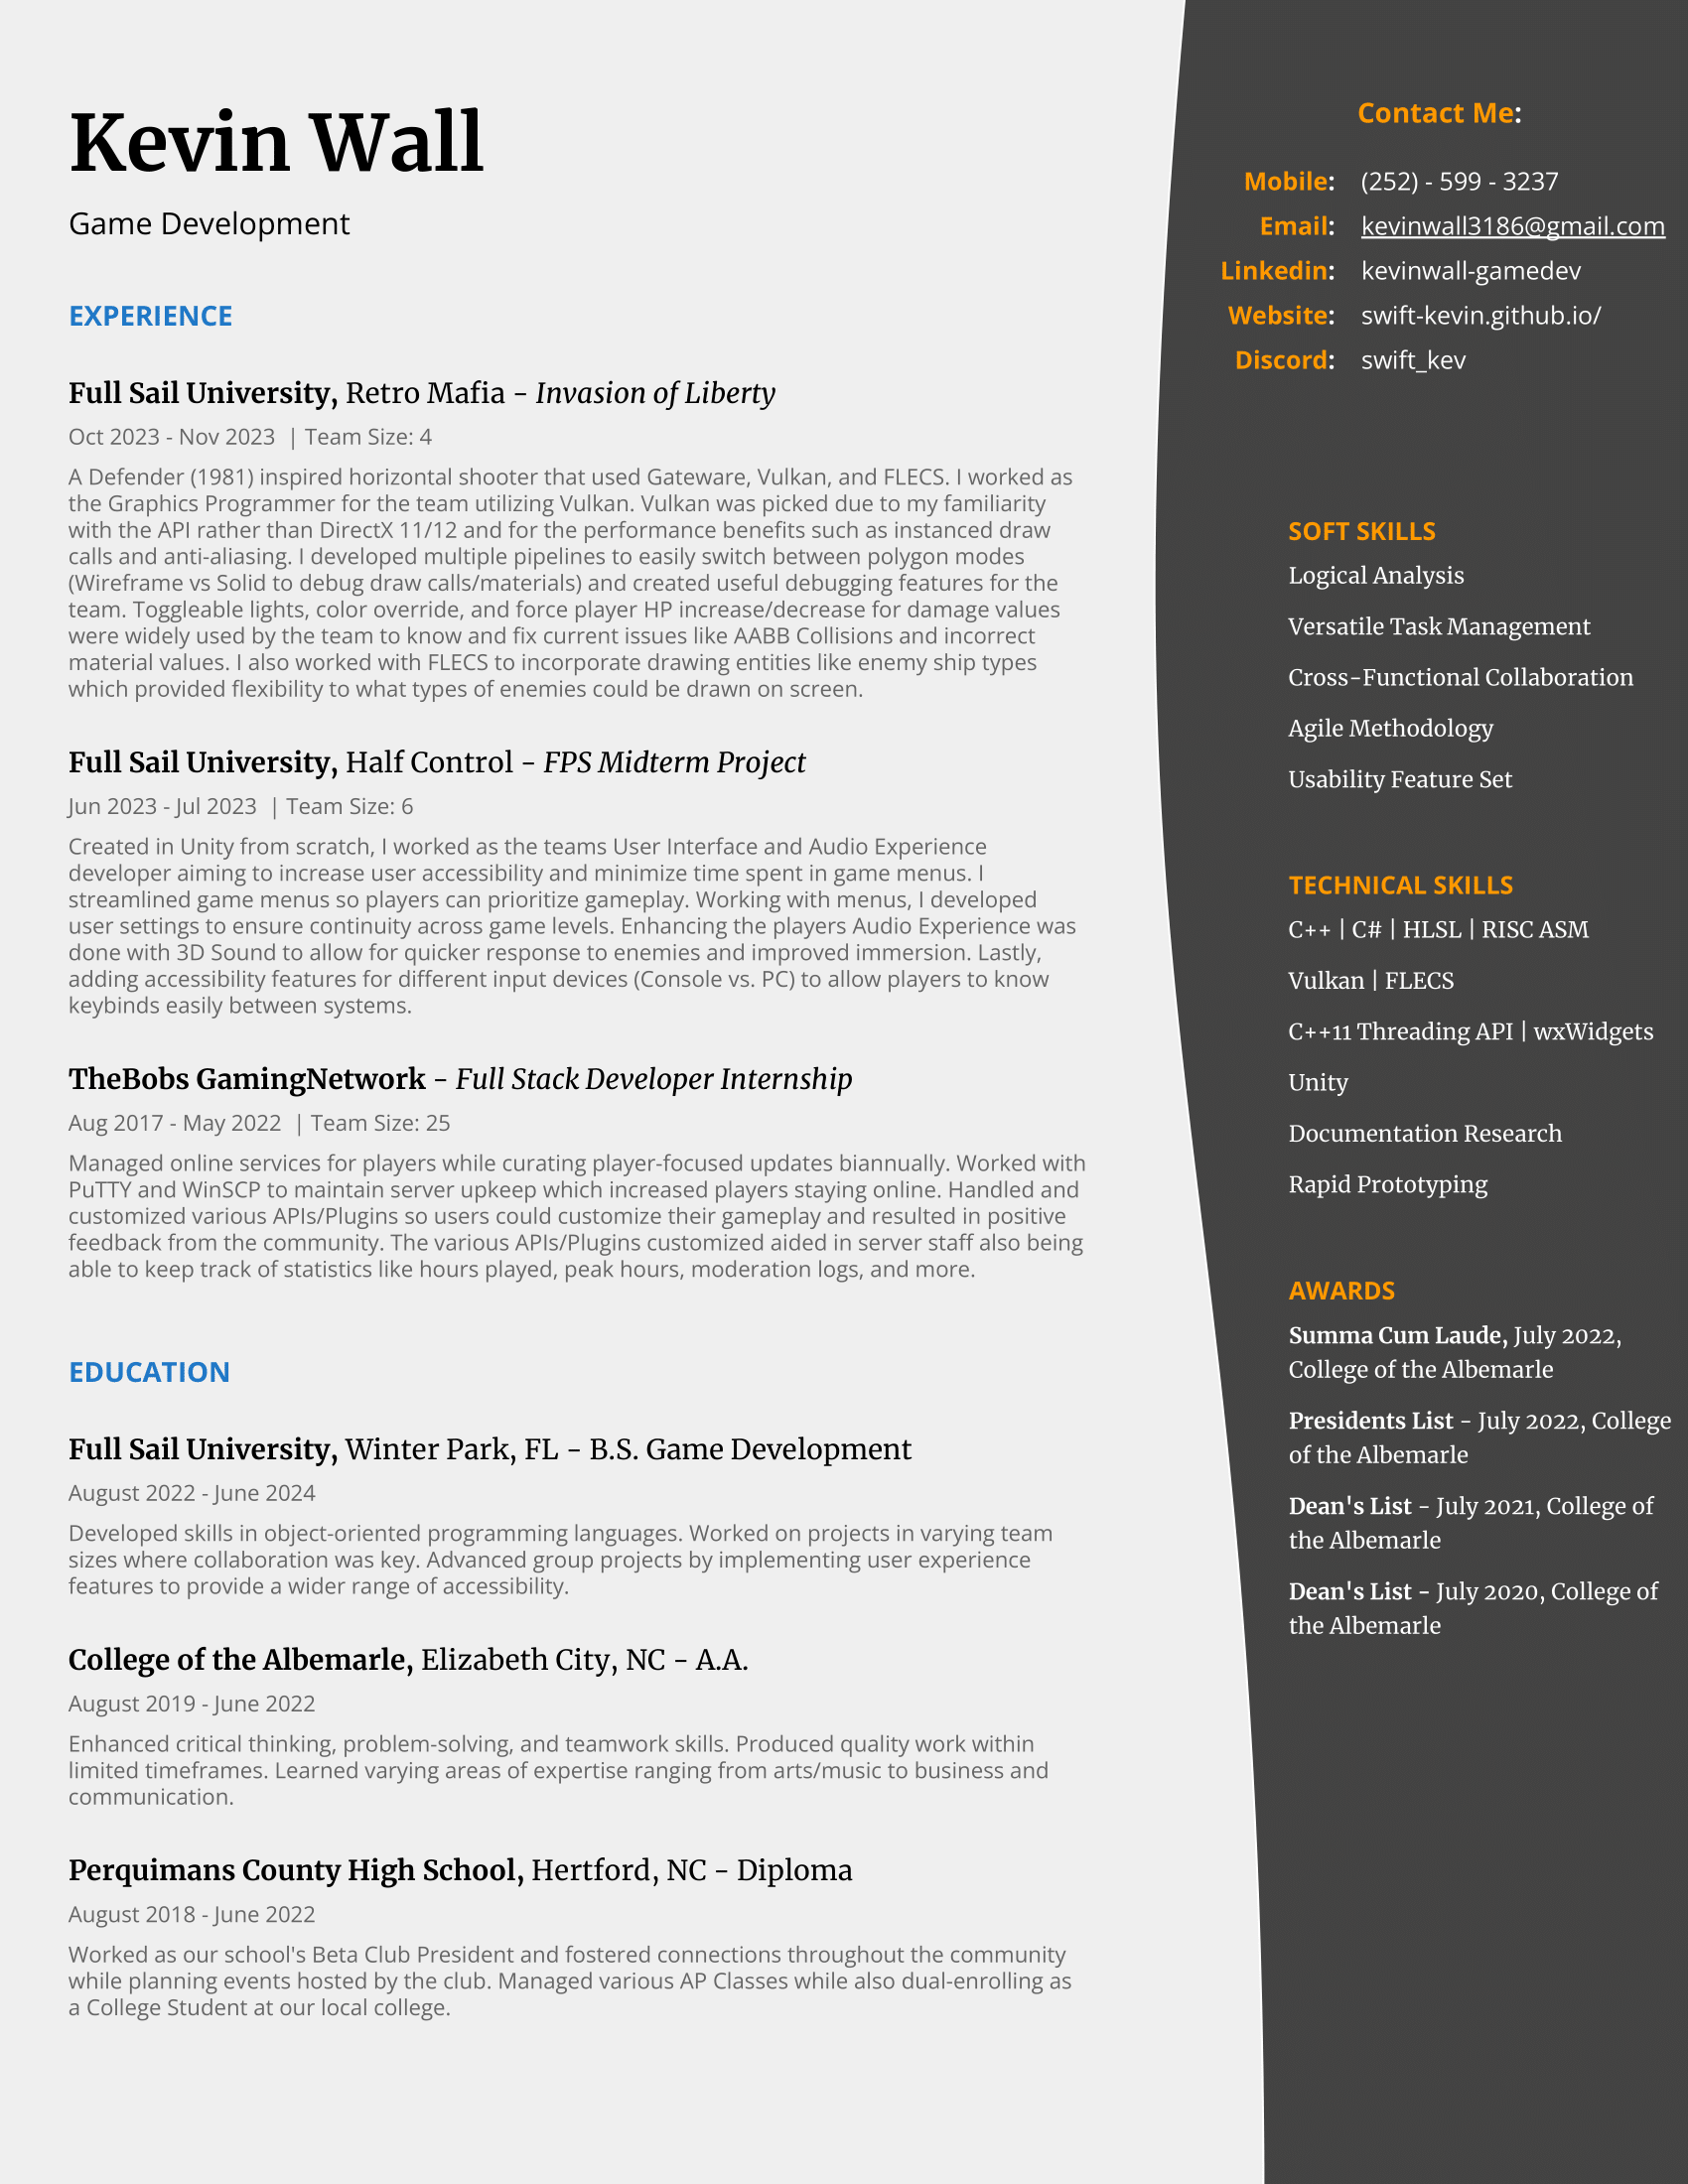 Kevin Wall
Game Development
EXPERIENCE
Full Sail University, Retro Mafia - Invasion of Liberty
Oct 2023 - Nov 2023 | Team Size: 4
A Defender (1981) inspired horizontal shooter that used Gateware, Vulkan, and FLECS. I worked as
the Graphics Programmer for the team utilizing Vulkan. Vulkan was picked due to my familiarity
with the API rather than DirectX 11/12 and for the performance benefits such as instanced draw
calls and anti-aliasing. I developed multiple pipelines to easily switch between polygon modes
(Wireframe vs Solid to debug draw calls/materials) and created useful debugging features for the
team. Toggleable lights, color override, and force player HP increase/decrease for damage values
were widely used by the team to know and fix current issues like AABB Collisions and incorrect
material values. I also worked with FLECS to incorporate drawing entities like enemy ship types
which provided flexibility to what types of enemies could be drawn on screen.
Full Sail University, Half Control - FPS Midterm Project
Jun 2023 - Jul 2023 | Team Size: 6
Created in Unity from scratch, I worked as the teams User Interface and Audio Experience
developer aiming to increase user accessibility and minimize time spent in game menus. I
streamlined game menus so players can prioritize gameplay. Working with menus, I developed
user settings to ensure continuity across game levels. Enhancing the players Audio Experience was
done with 3D Sound to allow for quicker response to enemies and improved immersion. Lastly,
adding accessibility features for different input devices (Console vs. PC) to allow players to know
keybinds easily between systems.
TheBobs GamingNetwork - Full Stack Developer Internship
Aug 2017 - May 2022 | Team Size: 25
Managed online services for players while curating player-focused updates biannually. Worked with
PuTTY and WinSCP to maintain server upkeep which increased players staying online. Handled and
customized various APIs/Plugins so users could customize their gameplay and resulted in positive
feedback from the community. The various APIs/Plugins customized aided in server staff also being
able to keep track of statistics like hours played, peak hours, moderation logs, and more.
EDUCATION
Full Sail University, Winter Park, FL - B.S. Game Development
August 2022 - June 2024
Developed skills in object-oriented programming languages. Worked on projects in varying team
sizes where collaboration was key. Advanced group projects by implementing user experience
features to provide a wider range of accessibility.
College of the Albemarle, Elizabeth City, NC - A.A.
August 2019 - June 2022
Enhanced critical thinking, problem-solving, and teamwork skills. Produced quality work within
limited timeframes. Learned varying areas of expertise ranging from arts/music to business and
communication.
Perquimans County High School, Hertford, NC - Diploma
August 2018 - June 2022
Worked as our school's Beta Club President and fostered connections throughout the community
while planning events hosted by the club. Managed various AP Classes while also dual-enrolling as
a College Student at our local college.
Contact Me:
Mobile: (252) - 599 - 3237
Email: kevinwall3186@gmail.com
Linkedin: kevinwall-gamedev
Website: swift-kevin.github.io/
Discord: swift_kev
SOFT SKILLS
Logical Analysis
Versatile Task Management
Cross-Functional Collaboration
Agile Methodology
Usability Feature Set
TECHNICAL SKILLS
C++ | C# | HLSL | RISC ASM
Vulkan | FLECS
C++11 Threading API | wxWidgets
Unity
Documentation Research
Rapid Prototyping
AWARDS
Summa Cum Laude, July 2022,
College of the Albemarle
Presidents List - July 2022, College
of the Albemarle
Dean's List - July 2021, College of
the Albemarle
Dean's List - July 2020, College of
the Albemarle